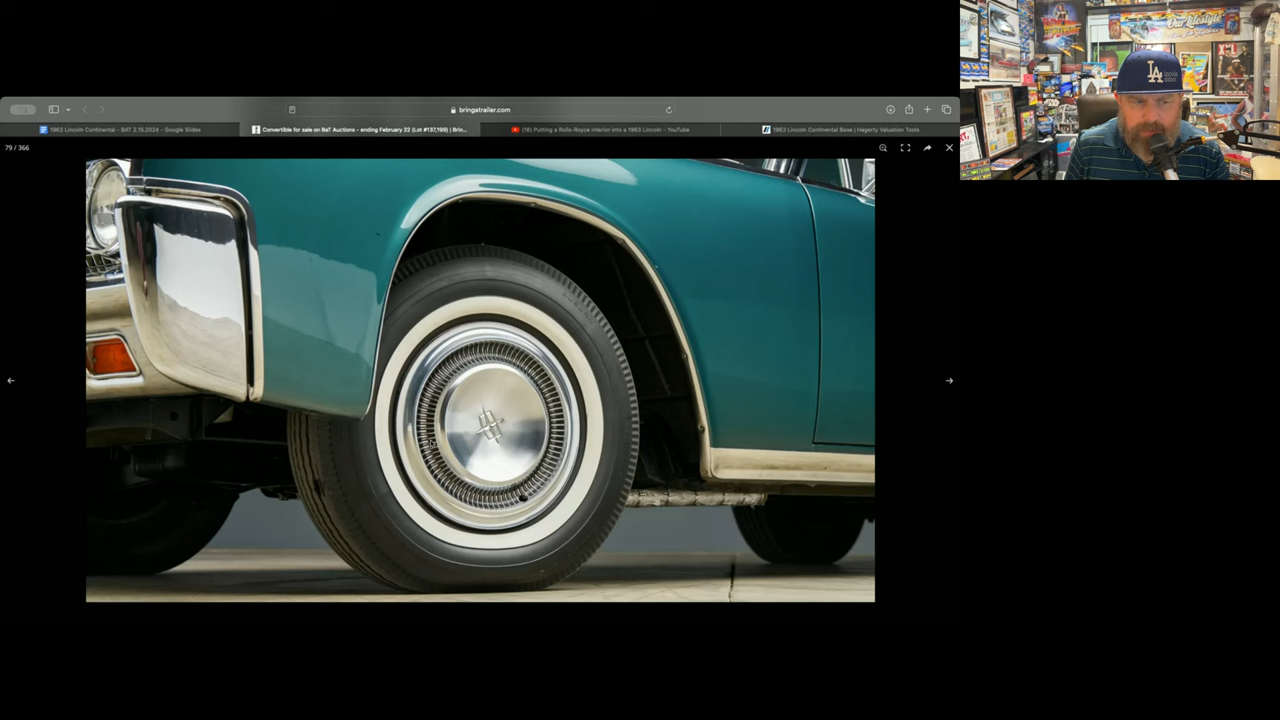 bringatrailer.com
1963 Lincoln Continental - BAT 2.15.2024 - Google Slides
Convertible for sale on BaT Auctions - ending February 22 (Lot #137,199) | Brin...
(18) Putting a Rolls-Royce interior into a 1963 Lincoln - YouTube
1963 Lincoln Continental Base | Hagerty Valuation Tools
79 / 366
Our Lifestyle
LA